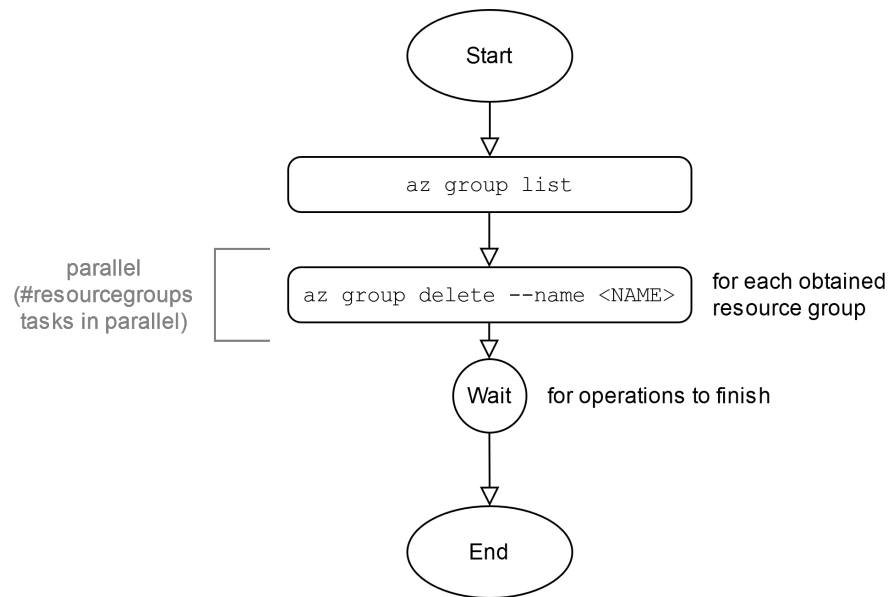 Start
az group list
parallel
(#resourcegroups
tasks in parallel)
az group delete --name <NAME>
for each obtained
resource group
Wait
for operations to finish
End